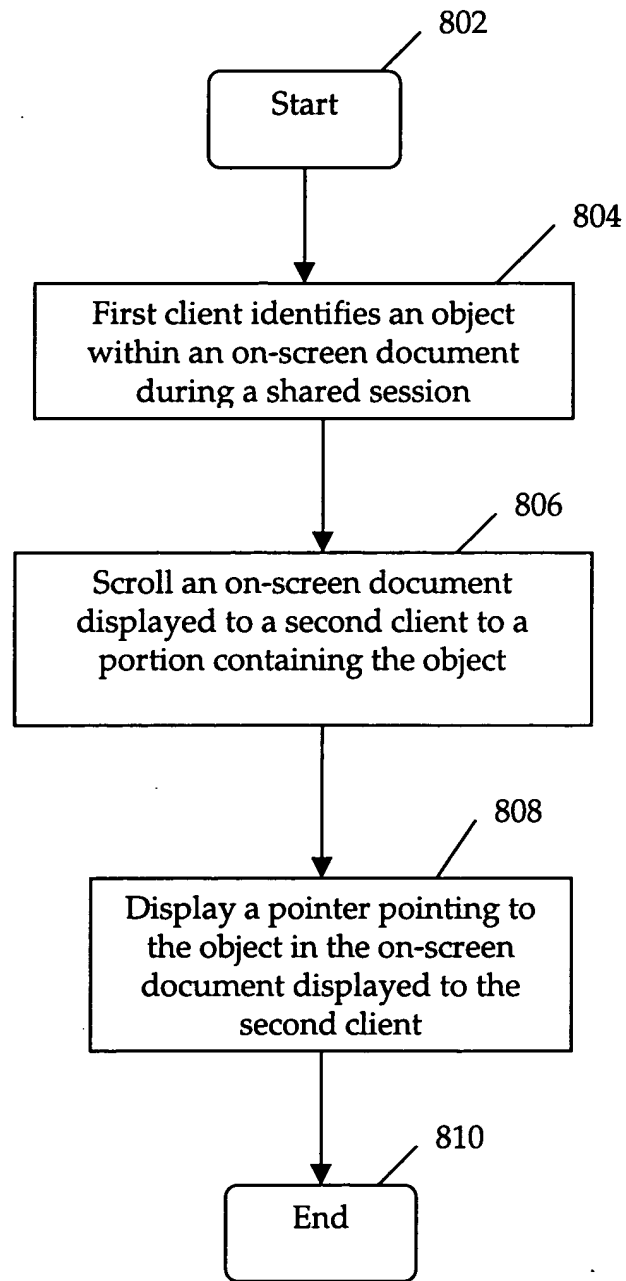 802
Start
804
First client identifies an object
within an on-screen document
during a shared session
806
Scroll an on-screen document
displayed to a second client to a
portion containing the object
808
Display a pointer pointing to
the object in the on-screen
document displayed to the
second client
810
End